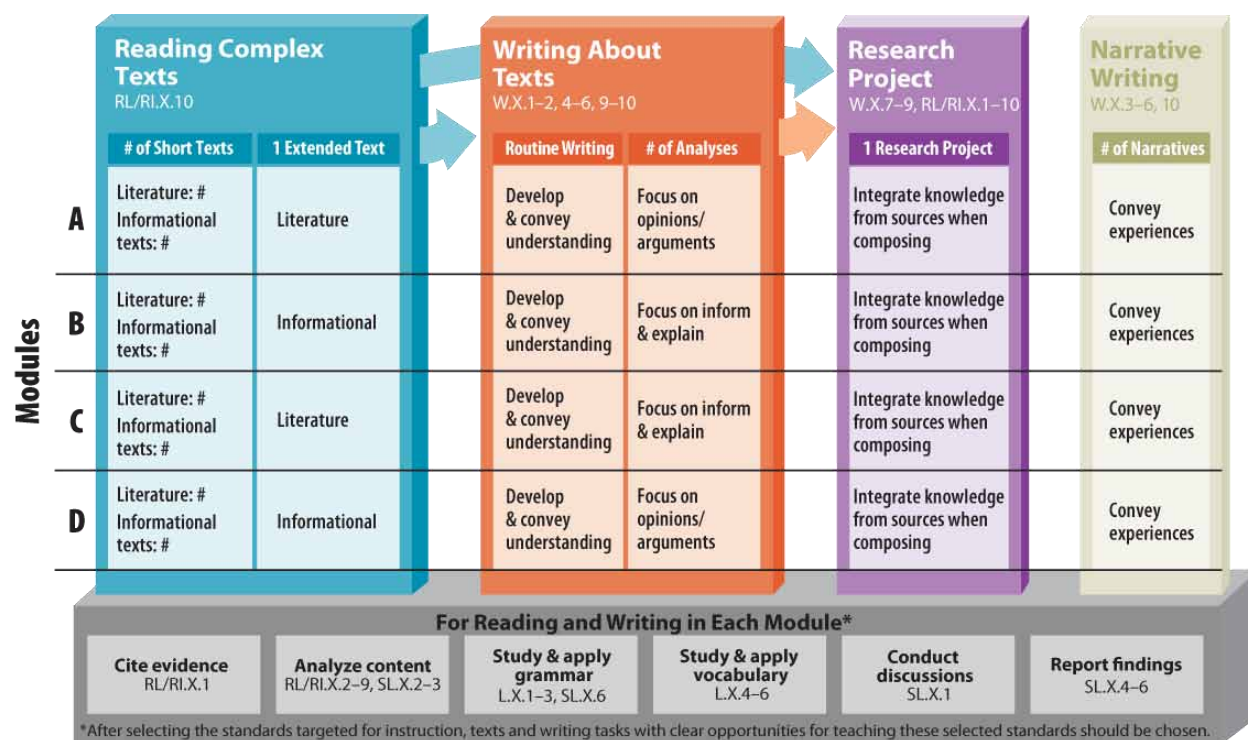 Reading Complex
Texts
RL/RI.X.10
Writing About
Texts
W.X.1–2, 4–6, 9–10
Research
Project
W.X.7–9, RL/RI.X.1–10
Narrative
Writing
W.X.3–6, 10
# of Short Texts
1 Extended Text
Routine Writing
# of Analyses
1 Research Project
# of Narratives
Modules
A
Literature: #
Informational
texts: #
Literature
Develop
& convey
understanding
Focus on
opinions/
arguments
Integrate knowledge
from sources when
composing
Convey
experiences
B
Literature: #
Informational
texts: #
Informational
Develop
& convey
understanding
Focus on inform
& explain
Integrate knowledge
from sources when
composing
Convey
experiences
C
Literature: #
Informational
texts: #
Literature
Develop
& convey
understanding
Focus on inform
& explain
Integrate knowledge
from sources when
composing
Convey
experiences
D
Literature: #
Informational
texts: #
Informational
Develop
& convey
understanding
Focus on
opinions/
arguments
Integrate knowledge
from sources when
composing
Convey
experiences
For Reading and Writing in Each Module*
Cite evidence
RL/RI.X.1
Analyze content
RL/RI.X.2–9, SL.X.2–3
Study & apply
grammar
L.X.1–3, SL.X.6
Study & apply
vocabulary
L.X.4–6
Conduct
discussions
SL.X.1
Report findings
SL.X.4–6
*After selecting the standards targeted for instruction, texts and writing tasks with clear opportunities for teaching these selected standards should be chosen.